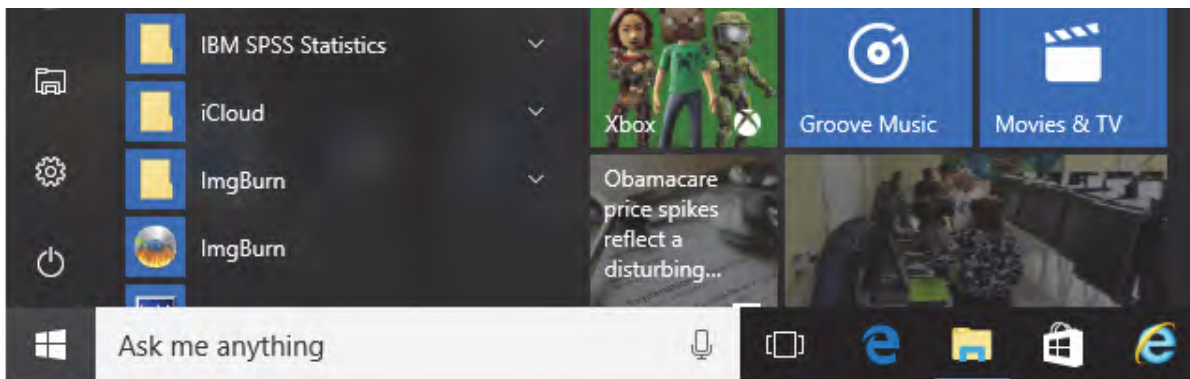 IBM SPSS Statistics
iCloud
ImgBurn
ImgBurn
Xbox
Groove Music
Movies & TV
Obamacare
price spikes
reflect a
disturbing...
Ask me anything